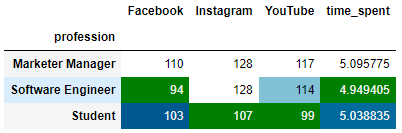 Facebook Instagram YouTube time_spent
profession
Marketer Manager 110 128 117 5.095775
Software Engineer 94 128 114 4.949405
Student 103 107 99 5.038835